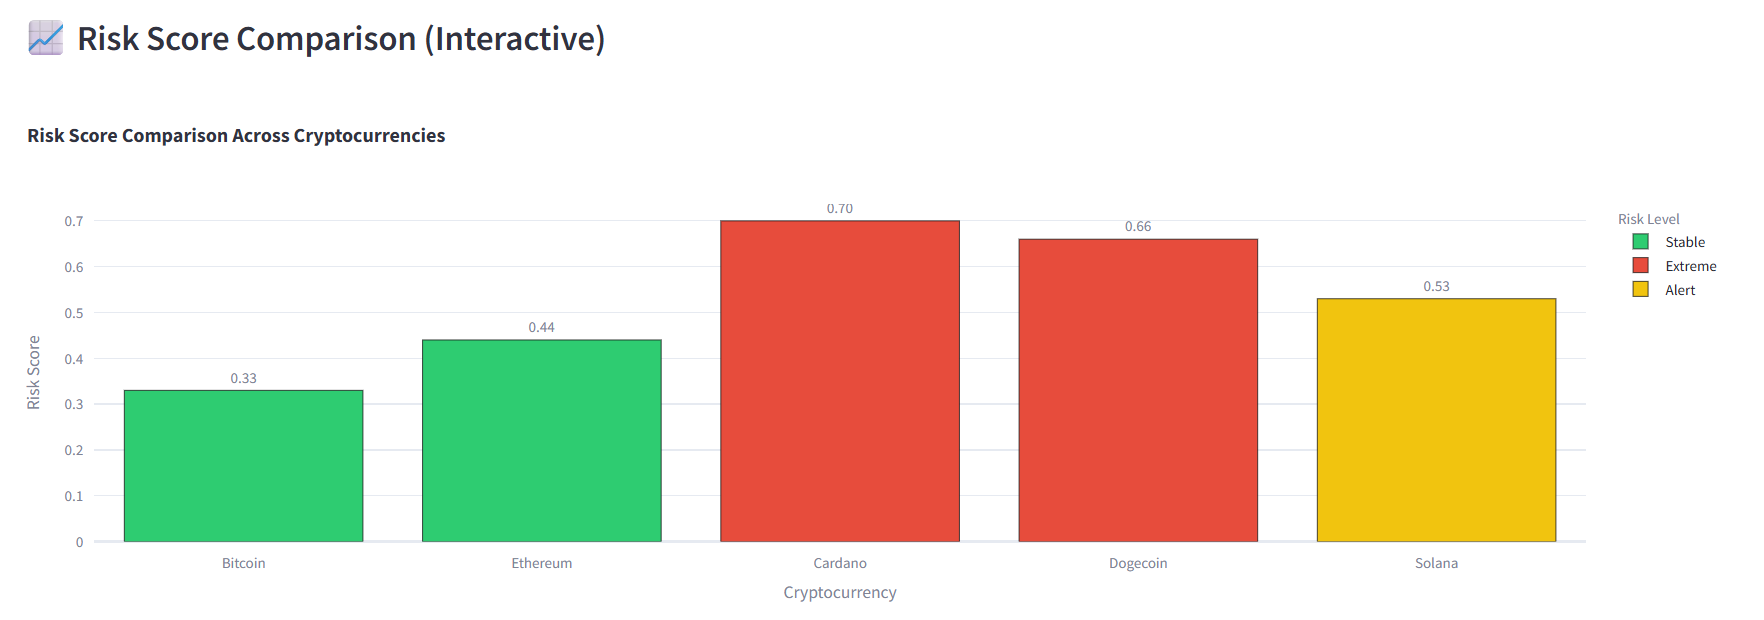 Risk Score Comparison (Interactive)
Risk Score Comparison Across Cryptocurrencies
Risk Score
0.7
0.6
0.5
0.4
0.3
0.2
0.1
0
0.33
0.44
0.70
0.66
0.53
Bitcoin
Ethereum
Cardano
Dogecoin
Solana
Cryptocurrency
Risk Level
Stable
Extreme
Alert